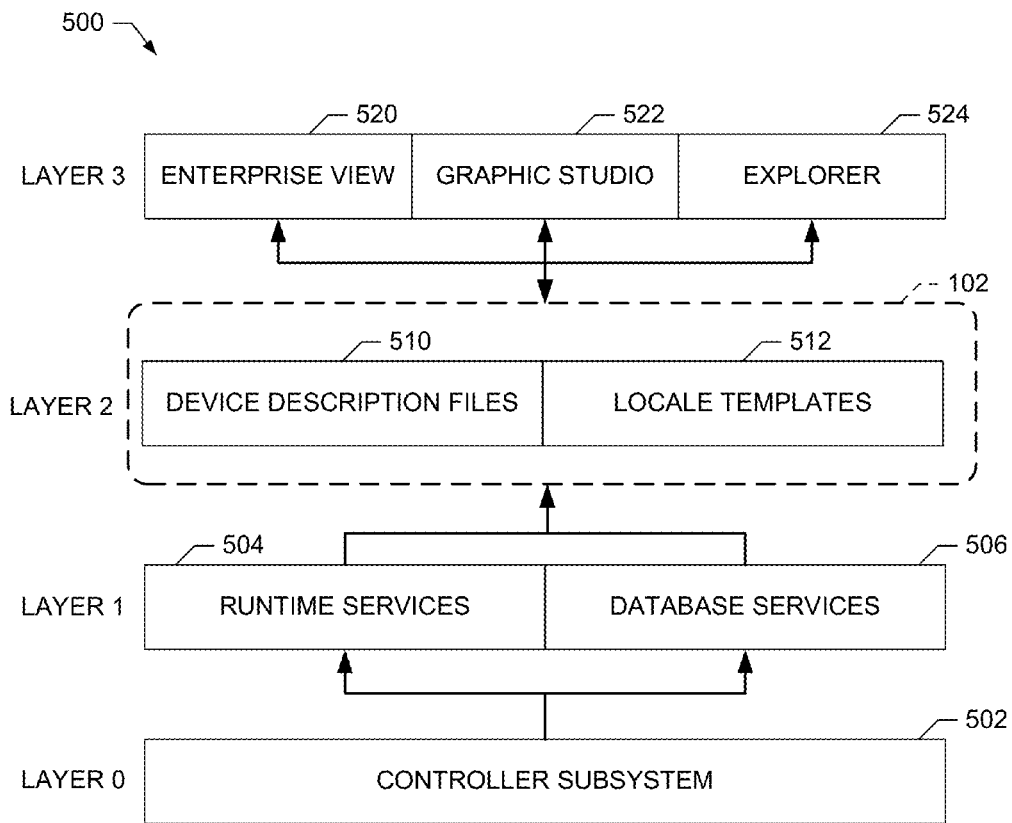 500
520
522
524
LAYER 3
ENTERPRISE VIEW
GRAPHIC STUDIO
EXPLORER
102
510
512
LAYER 2
DEVICE DESCRIPTION FILES
LOCALE TEMPLATES
504
506
LAYER 1
RUNTIME SERVICES
DATABASE SERVICES
502
LAYER 0
CONTROLLER SUBSYSTEM